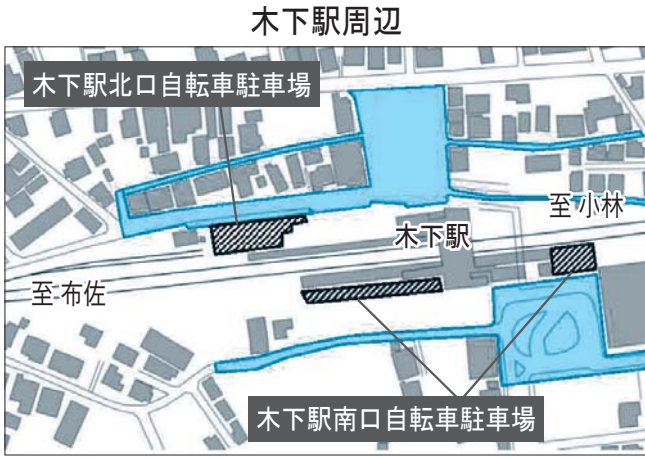 木下駅周辺
木下駅北口自転車駐車場
至 小林
木下駅
至 布佐
木下駅南口自転車駐車場